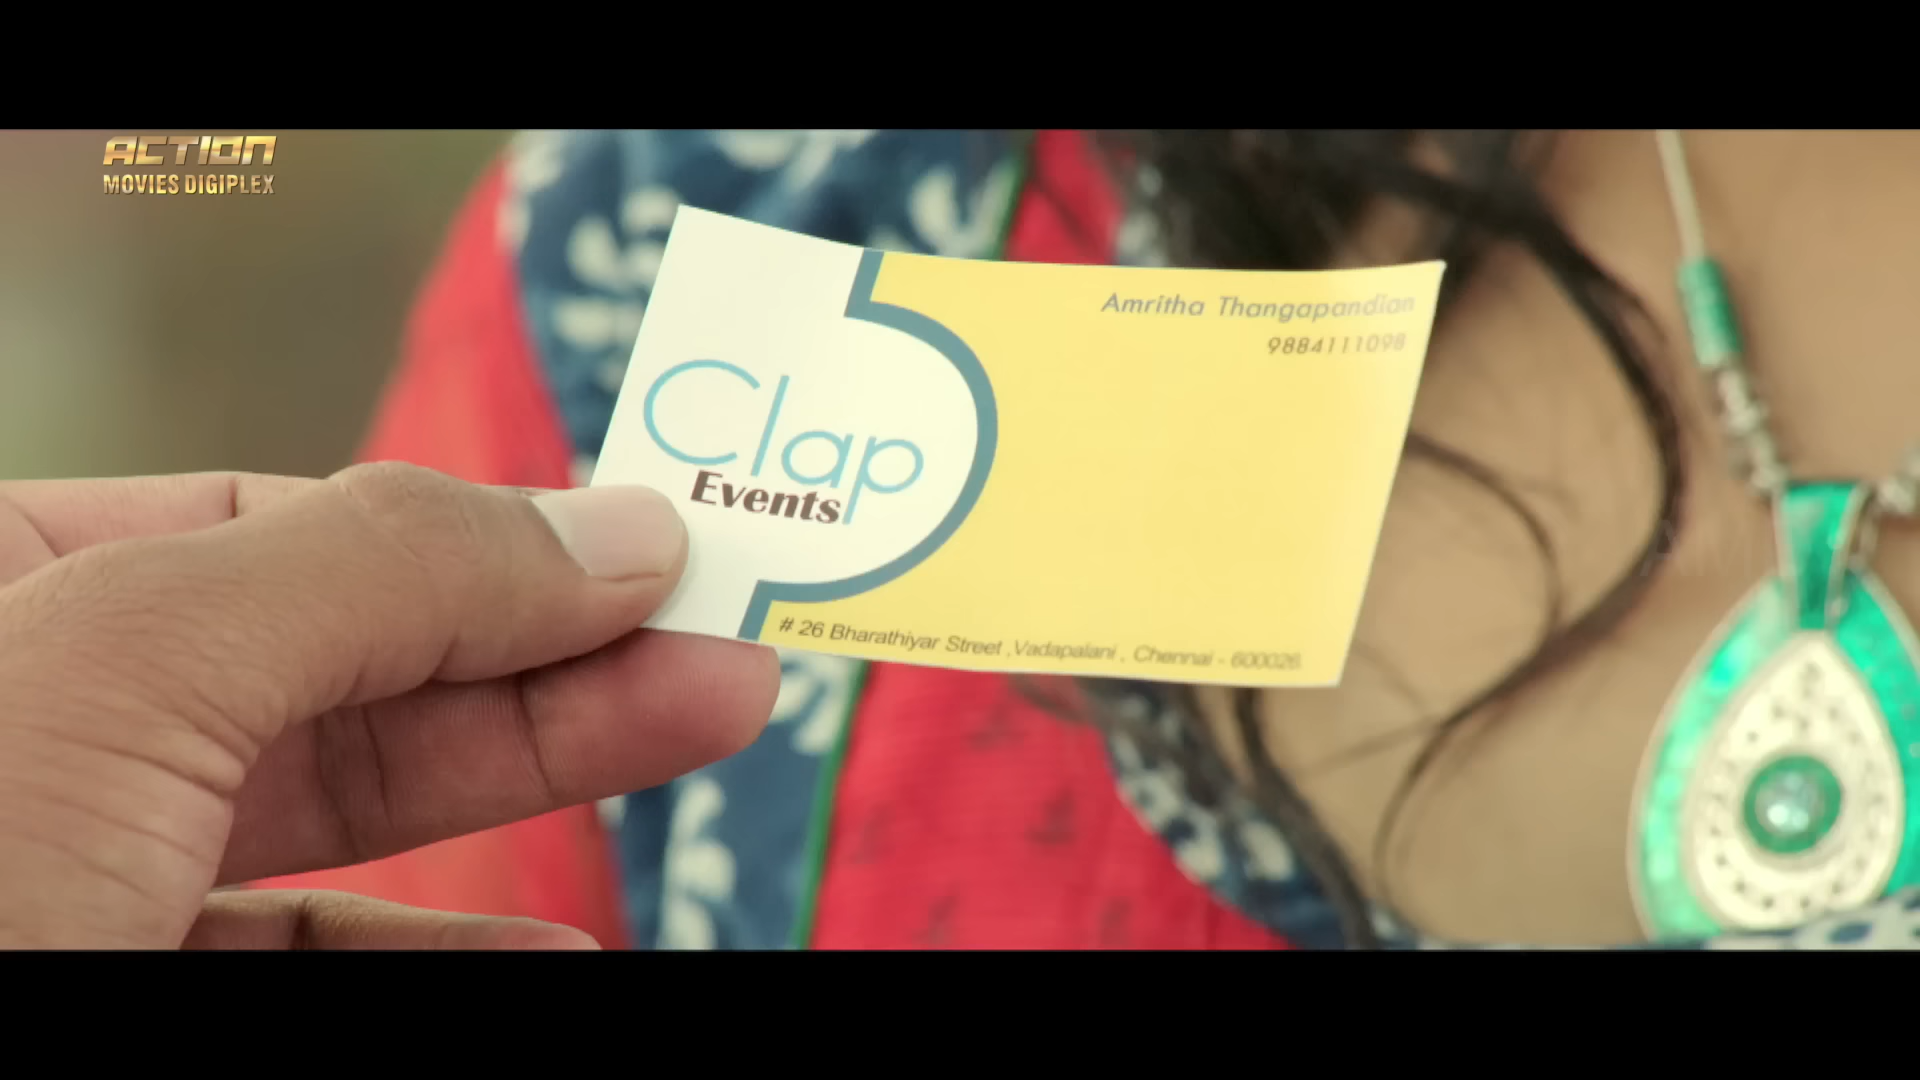 ACTION
MOVIES DIGIPLEX
Amritha Thangapandian
9884111098
Clap
Events
# 26 Bharathiyar Street ,Vadapalani , Chennai - 600026